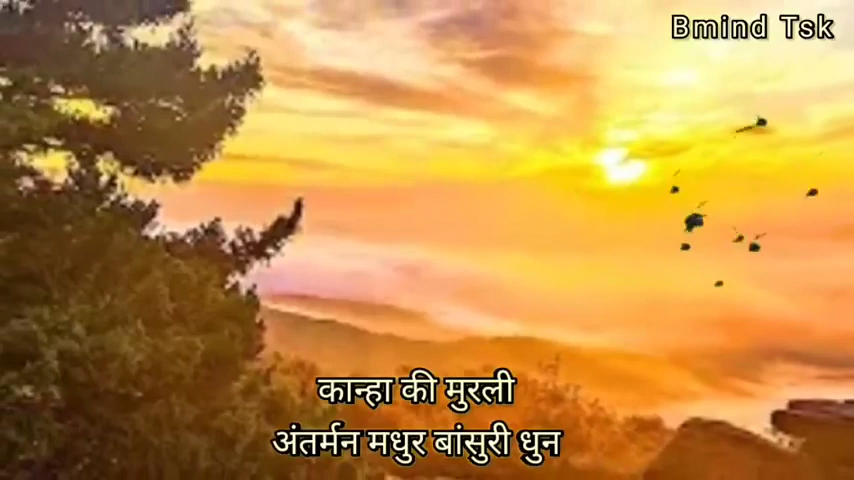 Bmind Tsk
कान्हा की मुरली
अंतर्मन मधुर बांसुरी धुन